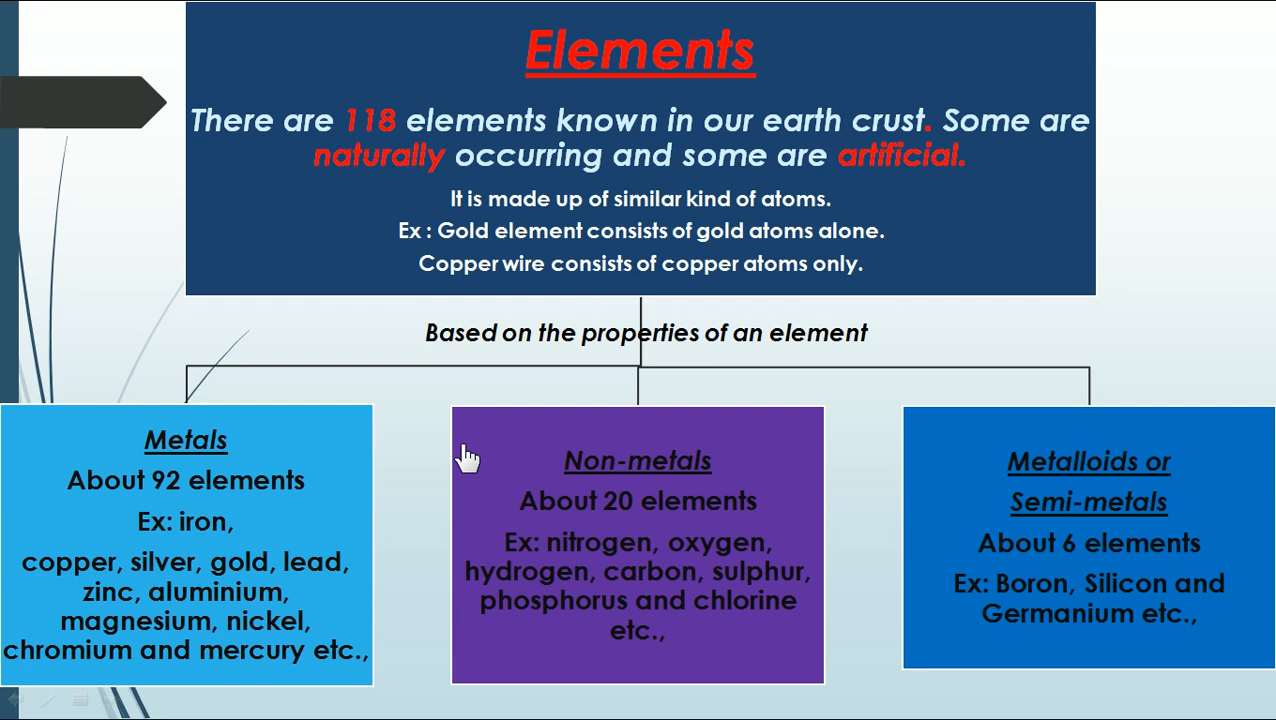 Elements
There are 118 elements known in our earth crust. Some are
naturally occurring and some are artificial.
It is made up of similar kind of atoms.
Ex : Gold element consists of gold atoms alone.
Copper wire consists of copper atoms only.
Based on the properties of an element
Metals
About 92 elements
Ex: iron,
copper, silver, gold, lead,
zinc, aluminium,
magnesium, nickel,
chromium and mercury etc.,
Non-metals
About 20 elements
Ex: nitrogen, oxygen,
hydrogen, carbon, sulphur,
phosphorus and chlorine
etc.,
Metalloids or
Semi-metals
About 6 elements
Ex: Boron, Silicon and
Germanium etc.,